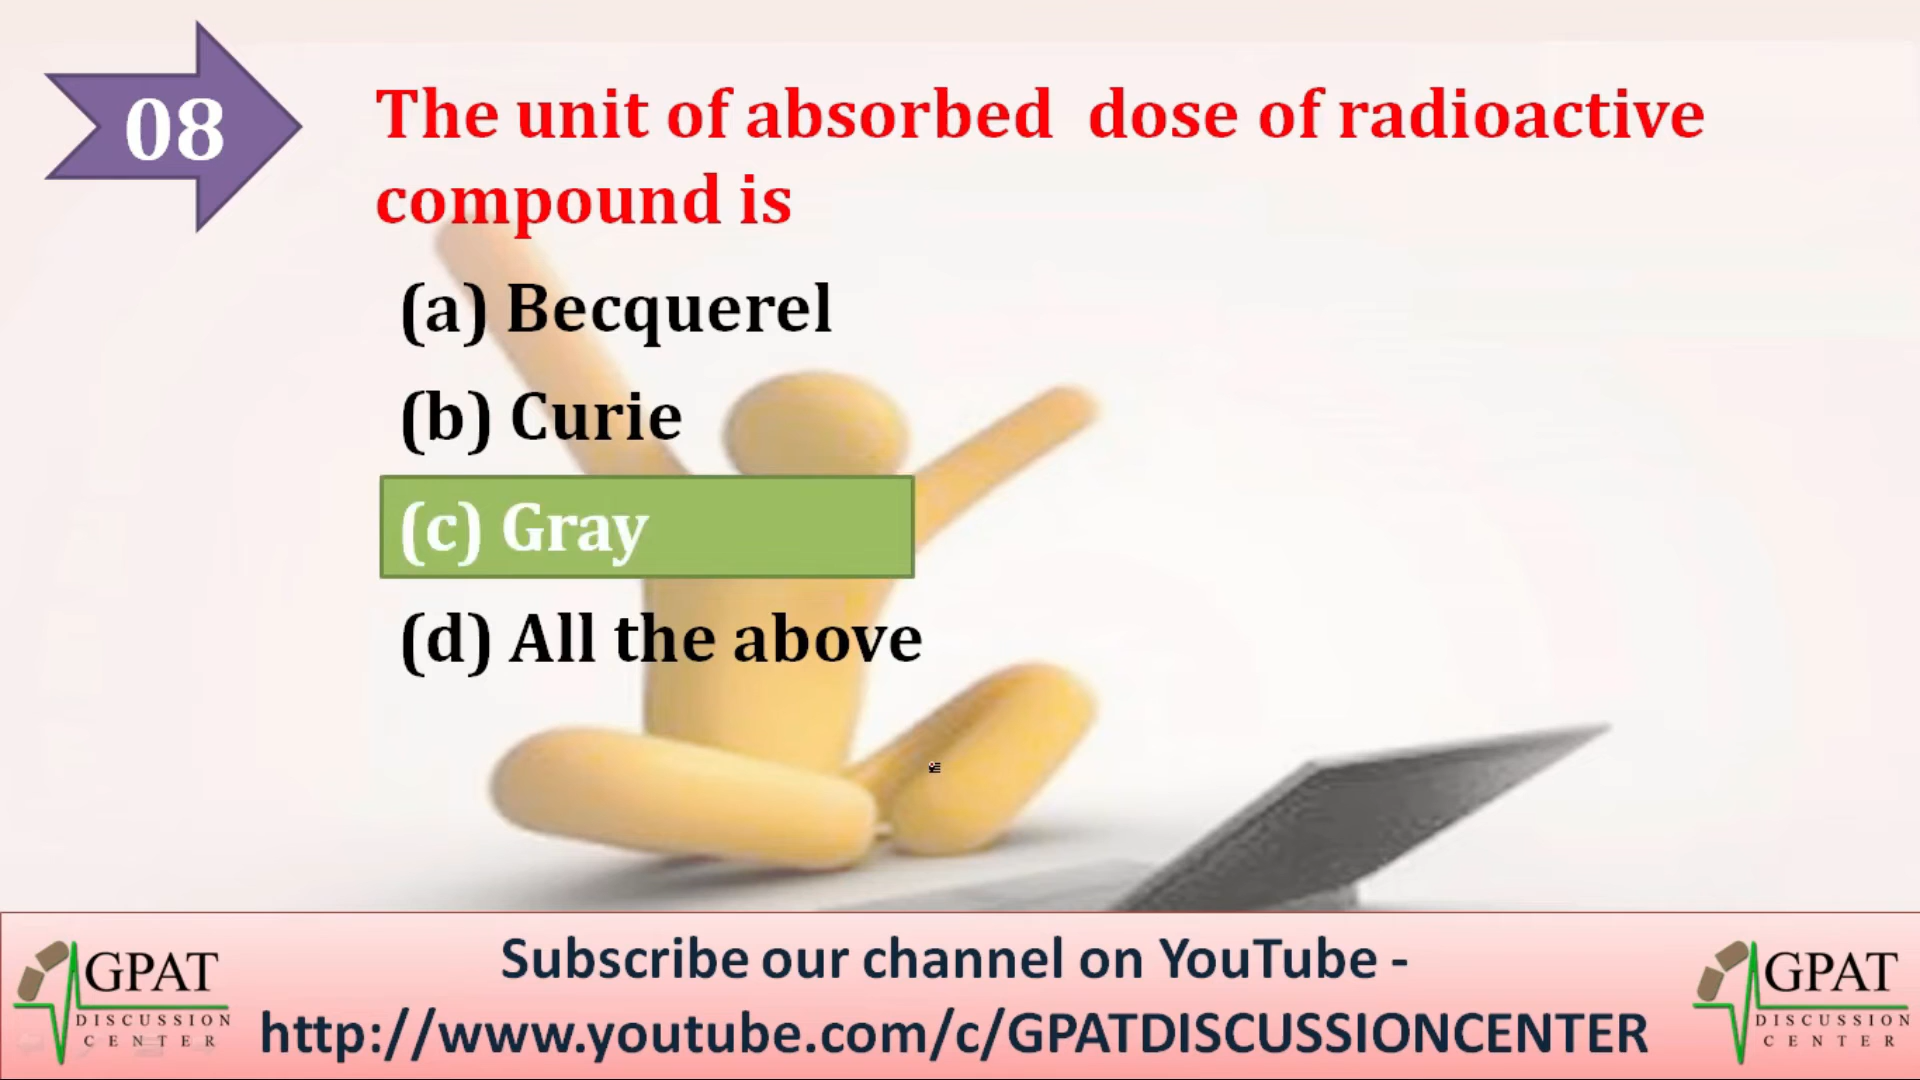 08
The unit of absorbed dose of radioactive
compound is
(a) Becquerel
(b) Curie
(c) Gray
(d) All the above
GPAT
DISCUSSION
CENTER
Subscribe our channel on YouTube -
http://www.youtube.com/c/GPATDISCUSSIONCENTER
GPAT
DISCUSSION
CENTER